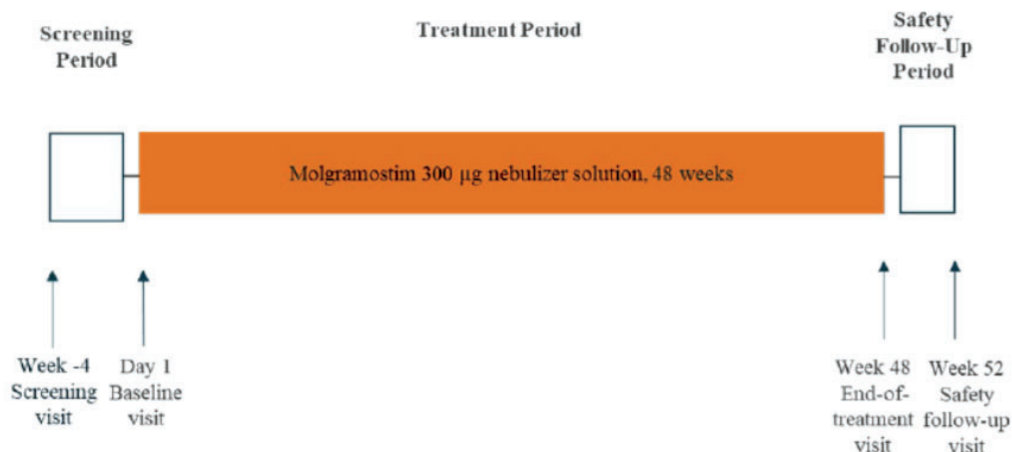 Screening
Period
Treatment Period
Safety
Follow-Up
Period
Molgramostim 300 µg nebulizer solution, 48 weeks
Week -4
Screening
visit
Day 1
Baseline
visit
Week 48
End-of-
treatment
visit
Week 52
Safety
follow-up
visit